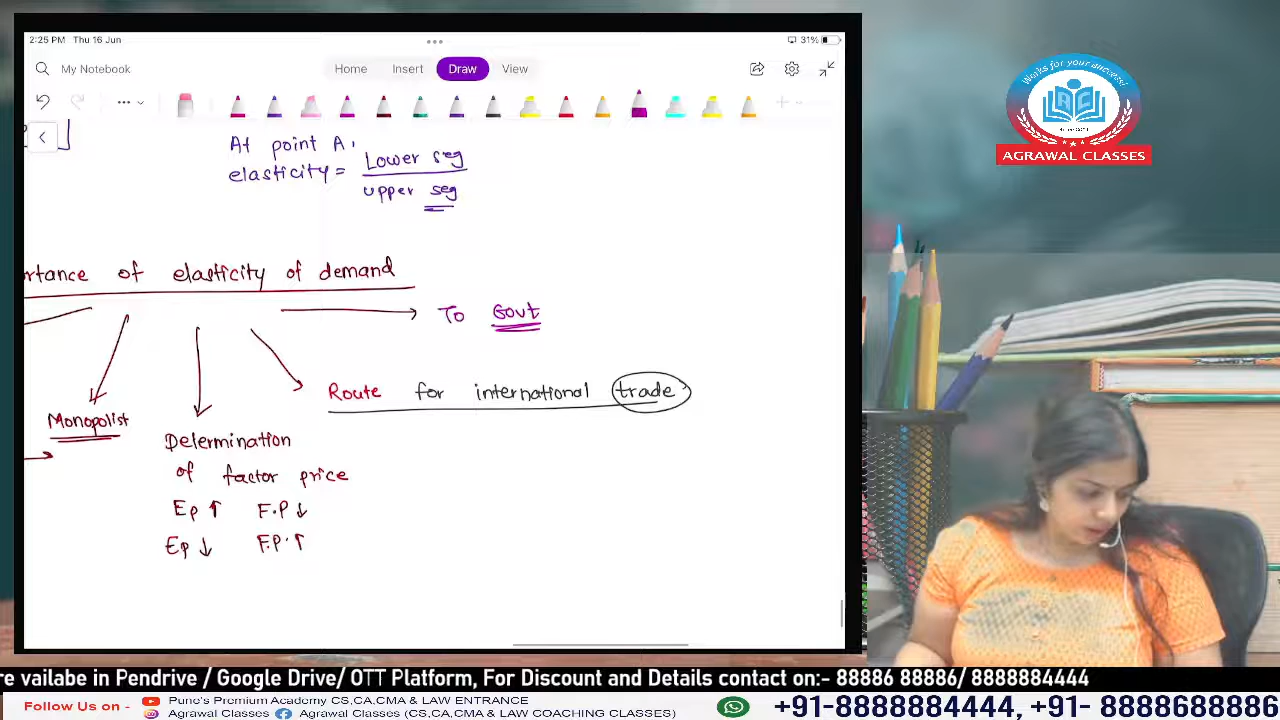 2:25 PM Thu 16 Jun
31%
My Notebook
Home Insert Draw View
At point A,
elasticity = Lower seg
upper seg
rtance of elasticity of demand
To Govt
Route for international trade
Monopolist
Determination
of factor price
Ep ↑ F.P ↓
Ep ↓ F.P. ↑
Works for your success!
AGRAWAL CLASSES
re vailabe in Pendrive / Google Drive/ OTT Platform, For Discount and Details contact on:- 88886 88886/ 8888884444
Follow Us on - Pune's Premium Academy CS,CA,CMA & LAW ENTRANCE
Agrawal Classes Agrawal Classes (CS,CA,CMA & LAW COACHING CLASSES)
+91-8888884444, +91- 8888688886